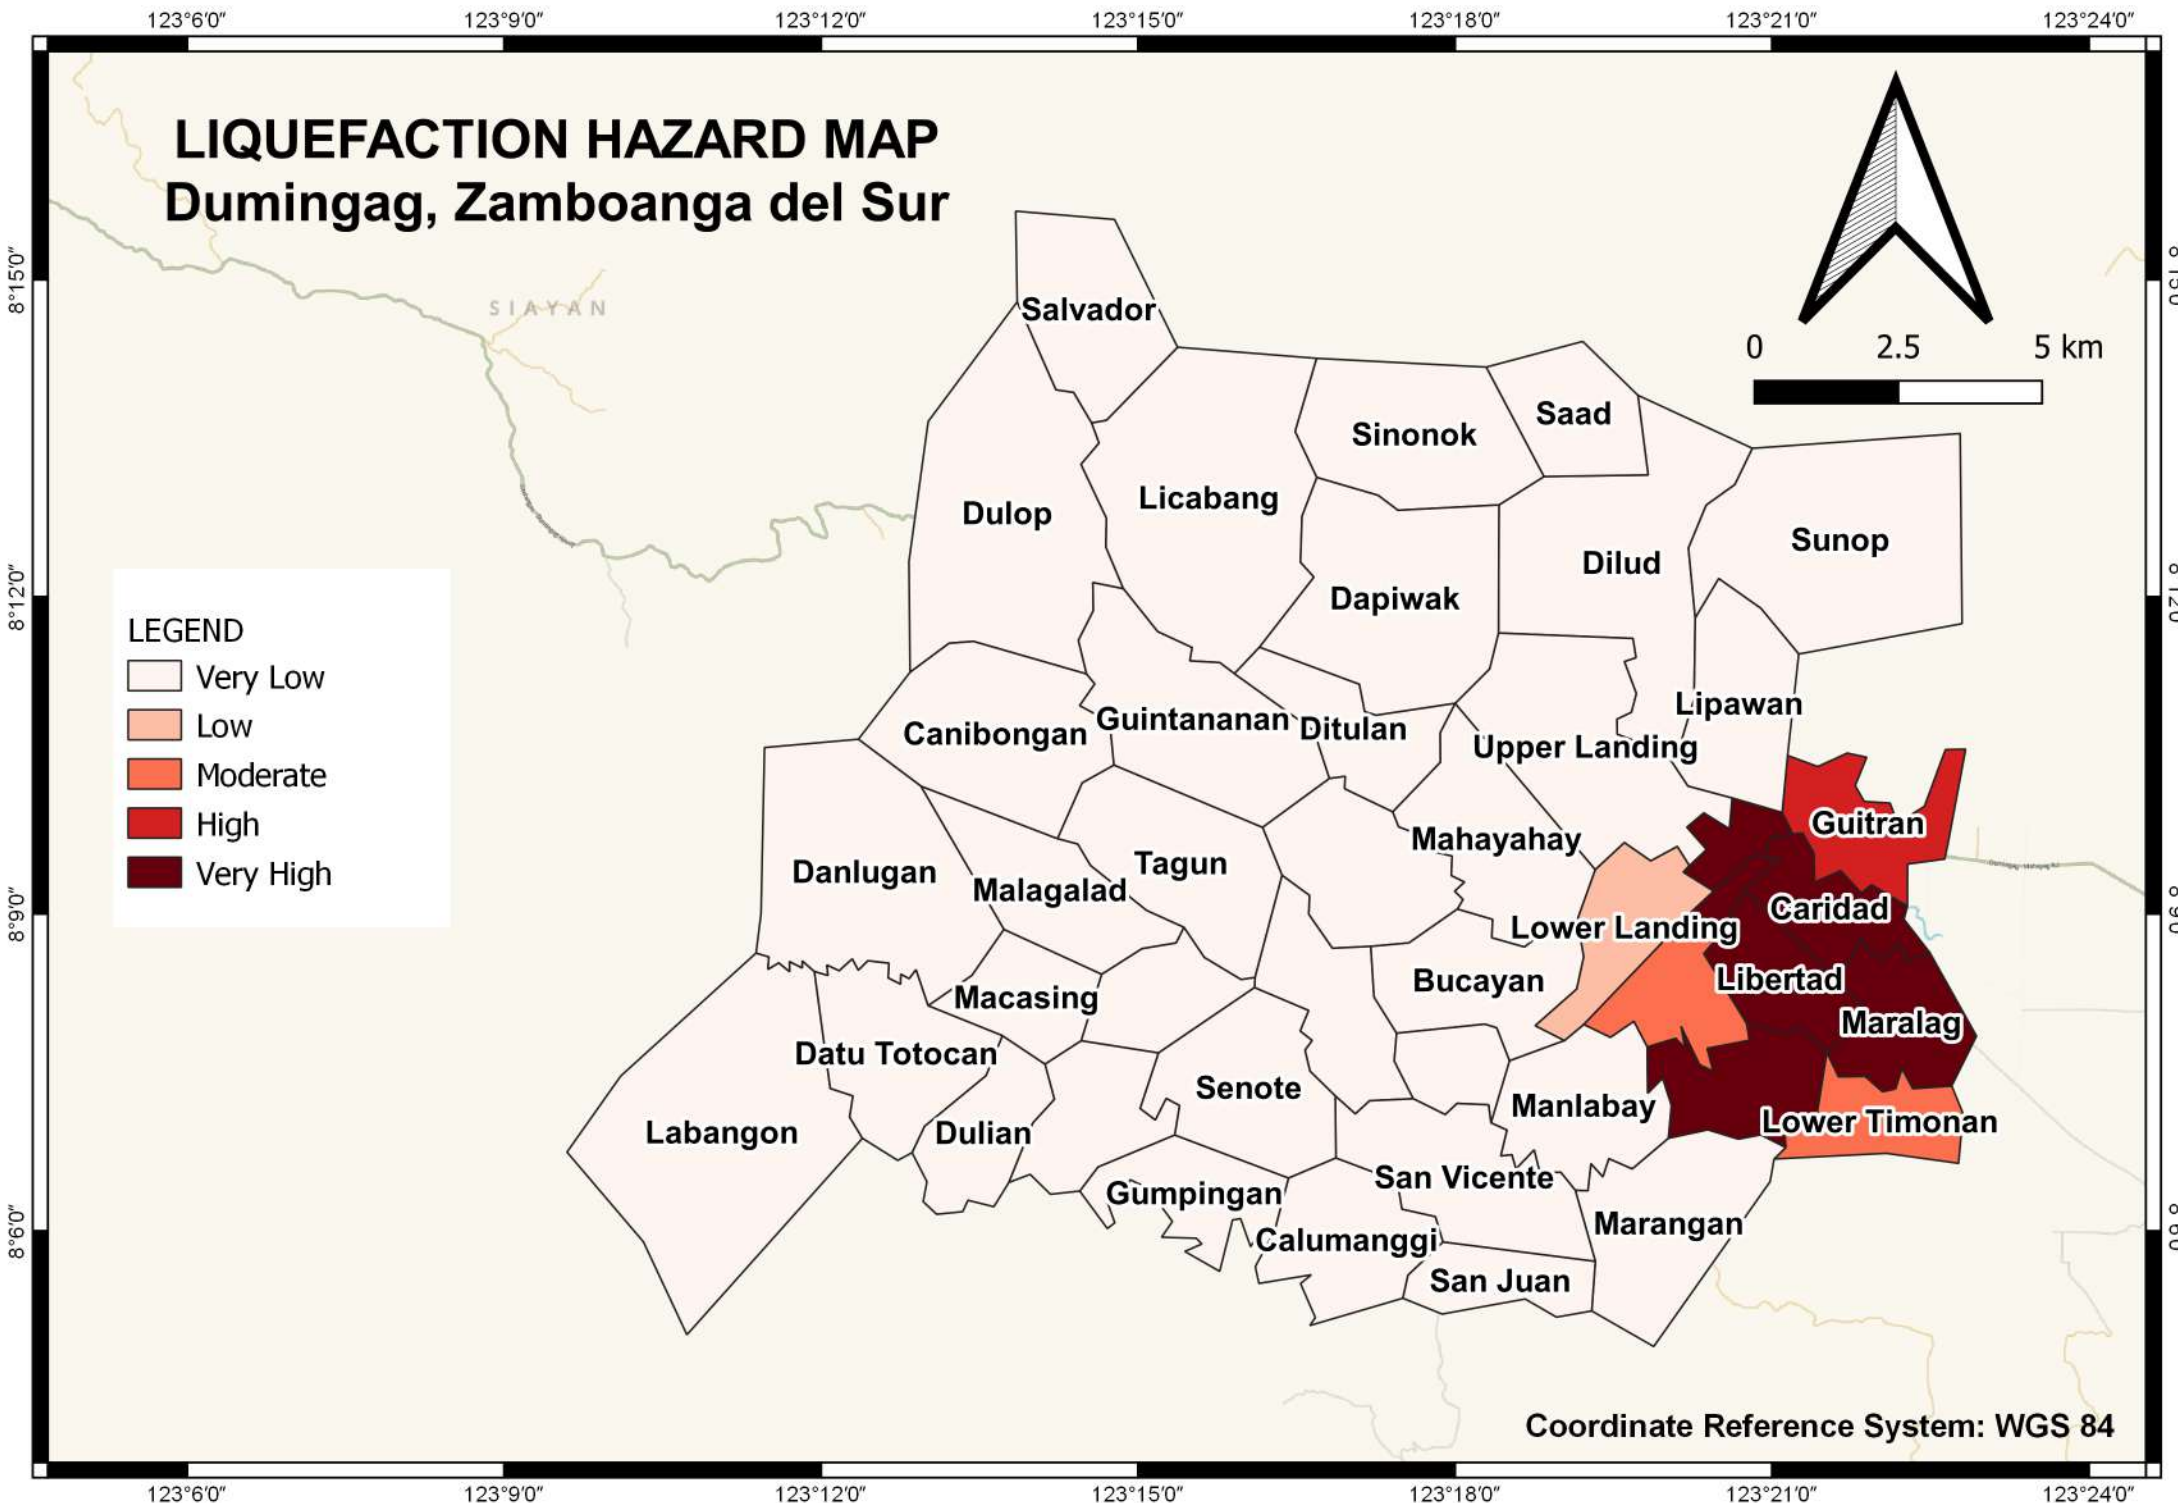 123°6′0″ 123°9′0″ 123°12′0″ 123°15′0″ 123°18′0″ 123°21′0″ 123°24′0″
LIQUEFACTION HAZARD MAP
Dumingag, Zamboanga del Sur
8°15′0″
SIAYAN
Salvador
0 2.5 5 km
Saad
Sinonok
Licabang
Dulop
Sunop
Dilud
8°12′0″
Dapiwak
LEGEND
Very Low
Low
Moderate
High
Very High
Lipawan
Guintananan
Ditulan
Canibongan
Upper Landing
Guitran
Mahayahay
Tagun
Danlugan
Malagalad
Caridad
8°9′0″
Lower Landing
Libertad
Bucayan
Macasing
Maralag
Datu Totocan
Senote
Manlabay
Lower Timonan
Labangon
Dulian
San Vicente
Gumpingan
Marangan
8°6′0″
Calumanggi
San Juan
Coordinate Reference System: WGS 84
123°6′0″ 123°9′0″ 123°12′0″ 123°15′0″ 123°18′0″ 123°21′0″ 123°24′0″